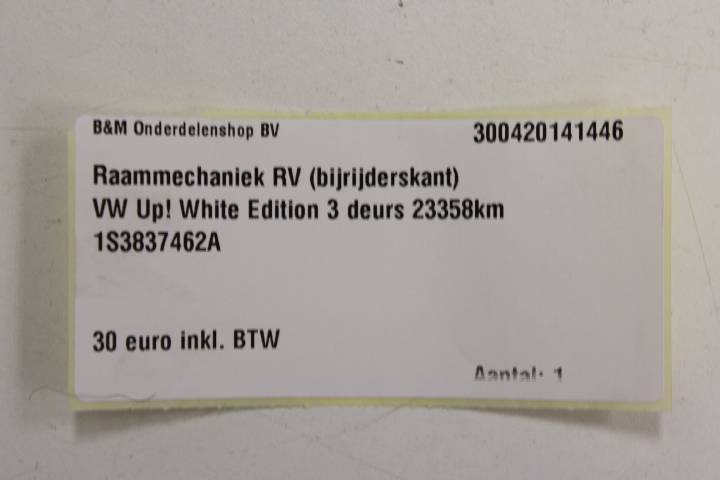 B&M Onderdelenshop BV 300420141446
Raammechaniek RV (bijrijderskant)
VW Up! White Edition 3 deurs 23358km
1S3837462A
30 euro inkl. BTW
Aantal: 1